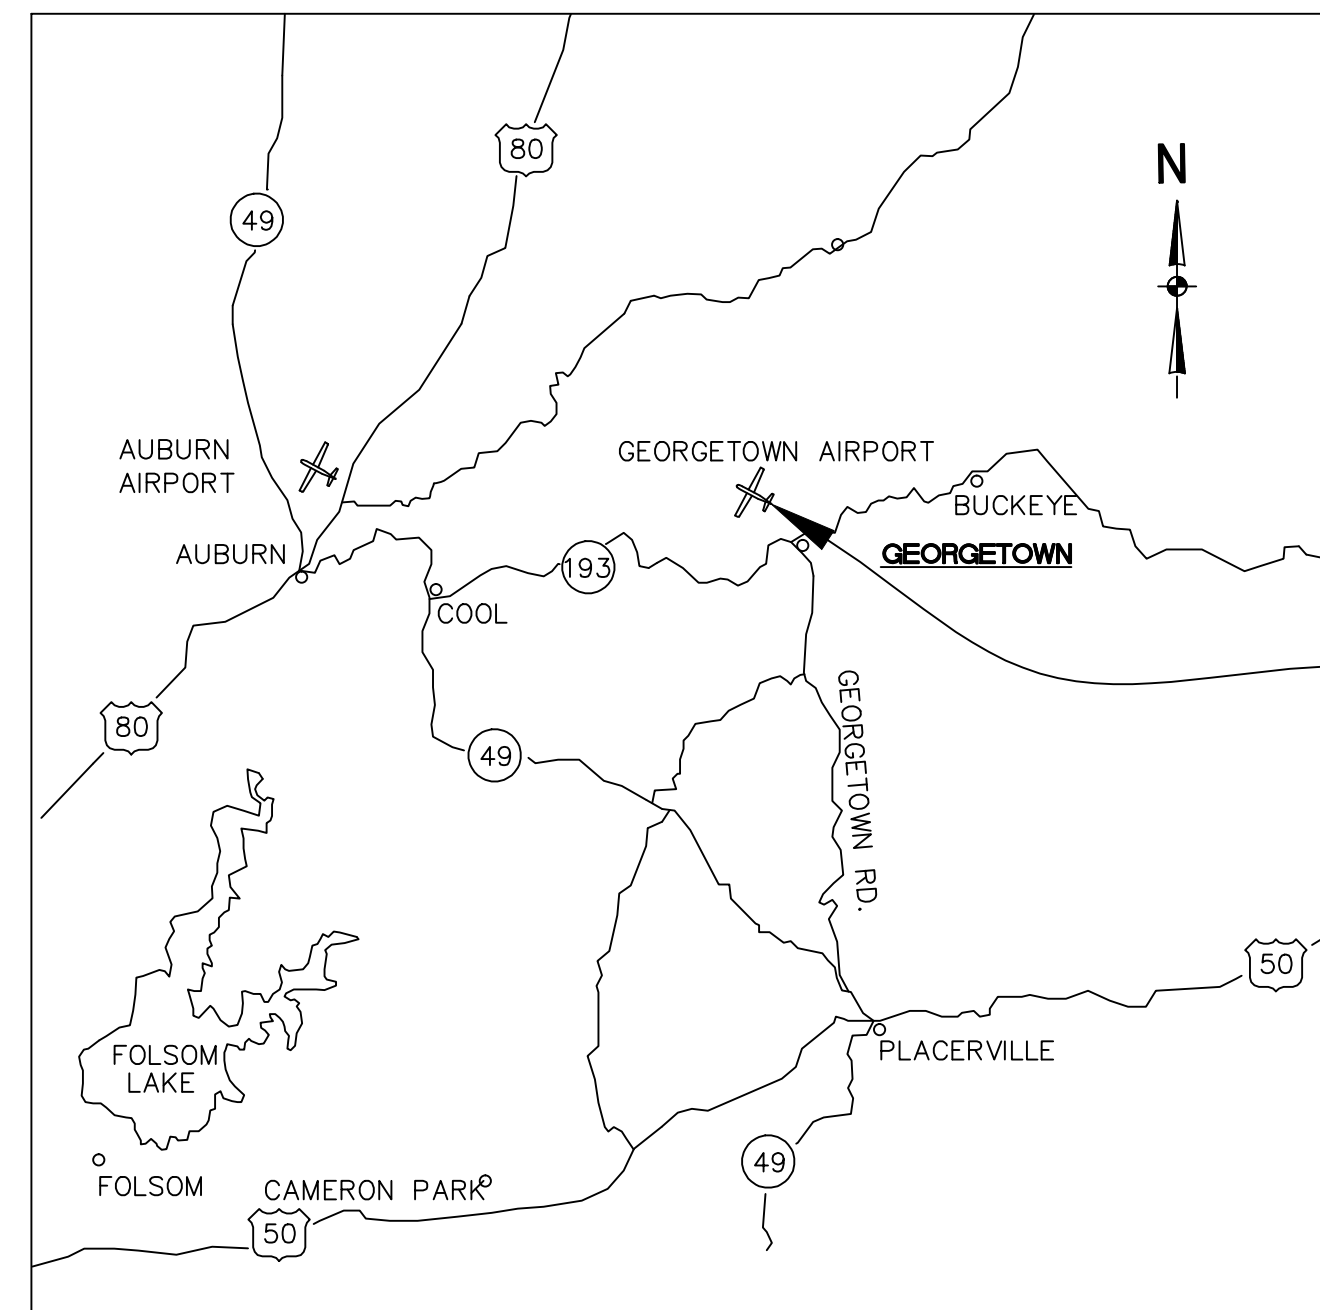 N
80
49
AUBURN
AIRPORT
GEORGETOWN AIRPORT
BUCKEYE
AUBURN
GEORGETOWN
193
COOL
GEORGETOWN RD.
80
49
50
FOLSOM
LAKE
PLACERVILLE
49
FOLSOM
CAMERON PARK
50